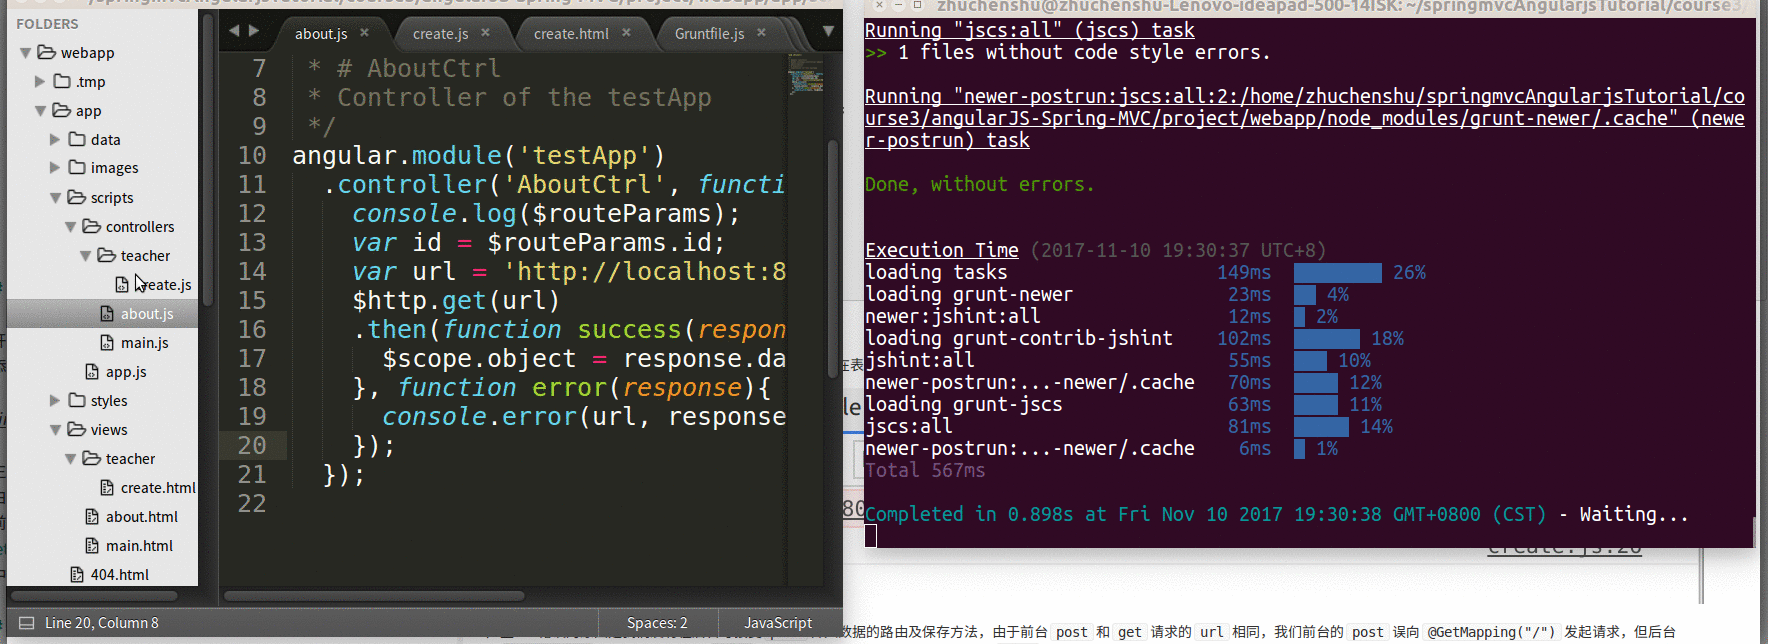 zhuchenshu@zhuchenshu-Lenovo-ideapad-500-14ISK: ~/springmvcAngularjsTutorial/course3/
FOLDERS
webapp
.tmp
app
data
images
scripts
controllers
teacher
create.js
about.js
main.js
app.js
styles
views
teacher
create.html
about.html
main.html
404.html
about.js ×
create.js ×
create.html ×
Gruntfile.js ×
7 * # AboutCtrl
8 * Controller of the testApp
9 */
10 angular.module('testApp')
11 .controller('AboutCtrl', functi
12 console.log($routeParams);
13 var id = $routeParams.id;
14 var url = 'http://localhost:8
15 $http.get(url)
16 .then(function success(respon
17 $scope.object = response.da
18 }, function error(response){
19 console.error(url, response
20 });
21 });
22
Line 20, Column 8
Spaces: 2
JavaScript
Running "jscs:all" (jscs) task
>> 1 files without code style errors.
Running "newer-postrun:jscs:all:2:/home/zhuchenshu/springmvcAngularjsTutorial/co
urse3/angularJS-Spring-MVC/project/webapp/node_modules/grunt-newer/.cache" (newe
r-postrun) task
Done, without errors.
Execution Time (2017-11-10 19:30:37 UTC+8)
loading tasks 149ms 26%
loading grunt-newer 23ms 4%
newer:jshint:all 12ms 2%
loading grunt-contrib-jshint 102ms 18%
jshint:all 55ms 10%
newer-postrun:...-newer/.cache 70ms 12%
loading grunt-jscs 63ms 11%
jscs:all 81ms 14%
newer-postrun:...-newer/.cache 6ms 1%
Total 567ms
Completed in 0.898s at Fri Nov 10 2017 19:30:38 GMT+0800 (CST) - Waiting...
在表
le
80
create.js:20
数据的路由及保存方法，由于前台 post 和 get 请求的 url 相同，我们前台的 post 误向 @GetMapping("/") 发起请求，但后台